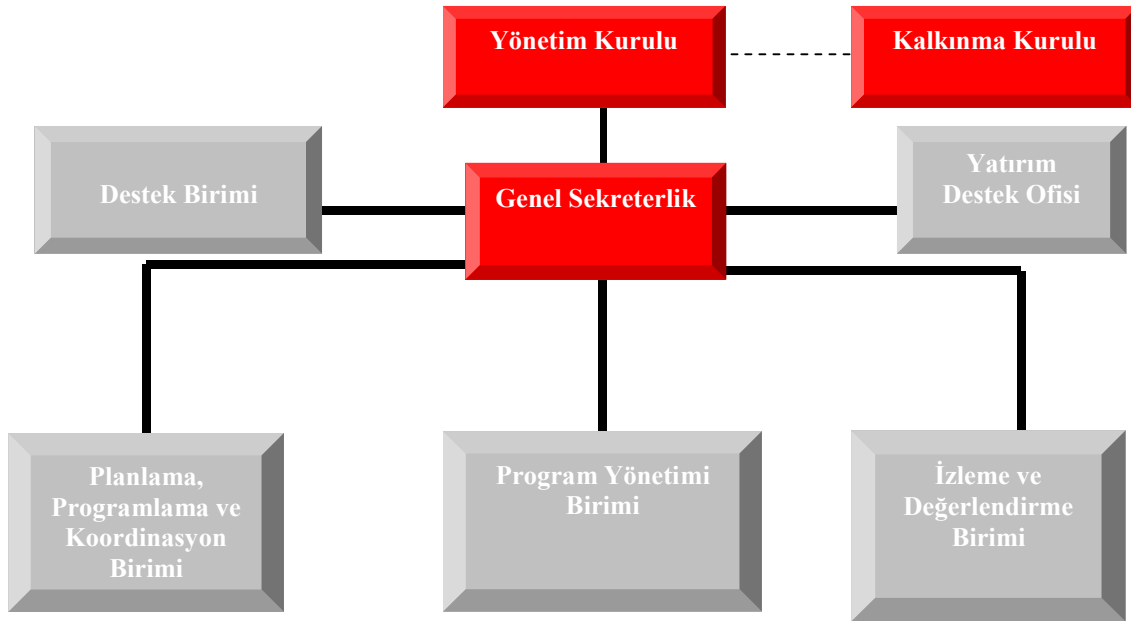 Yönetim Kurulu
Kalkınma Kurulu
Destek Birimi
Genel Sekreterlik
Yatırım
Destek Ofisi
Planlama,
Programlama ve
Koordinasyon
Birimi
Program Yönetimi
Birimi
İzleme ve
Değerlendirme
Birimi